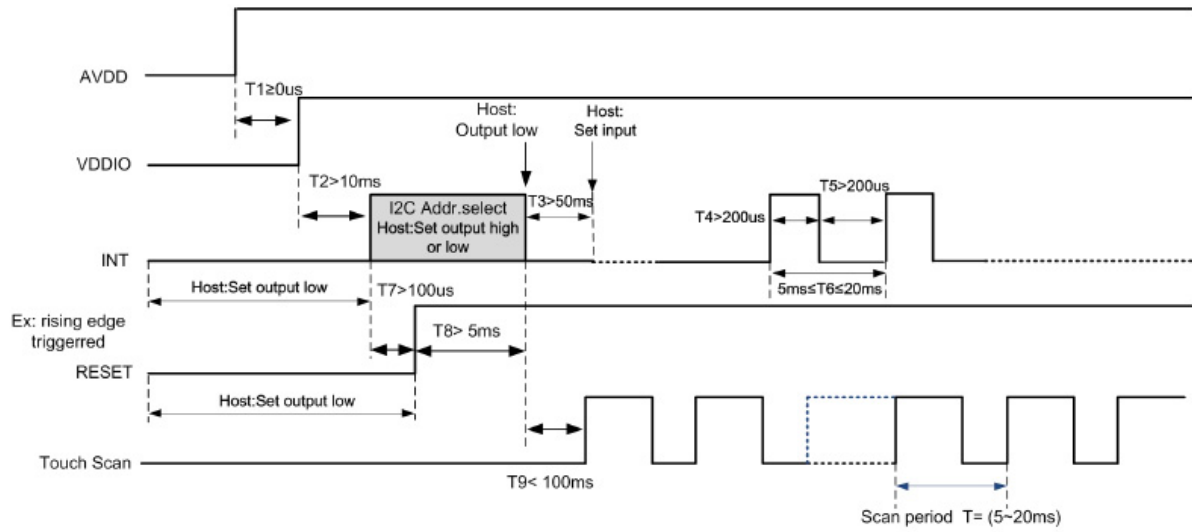 AVDD
T1≥0us
VDDIO
Host:
Output low
Host:
Set input
T2>10ms
I2C Addr.select
Host:Set output high
or low
T3>50ms
T4>200us
T5>200us
INT
Host:Set output low
T7>100us
5ms≤T6≤20ms
Ex: rising edge
triggerred
T8> 5ms
RESET
Host:Set output low
Touch Scan
T9< 100ms
Scan period T= (5~20ms)